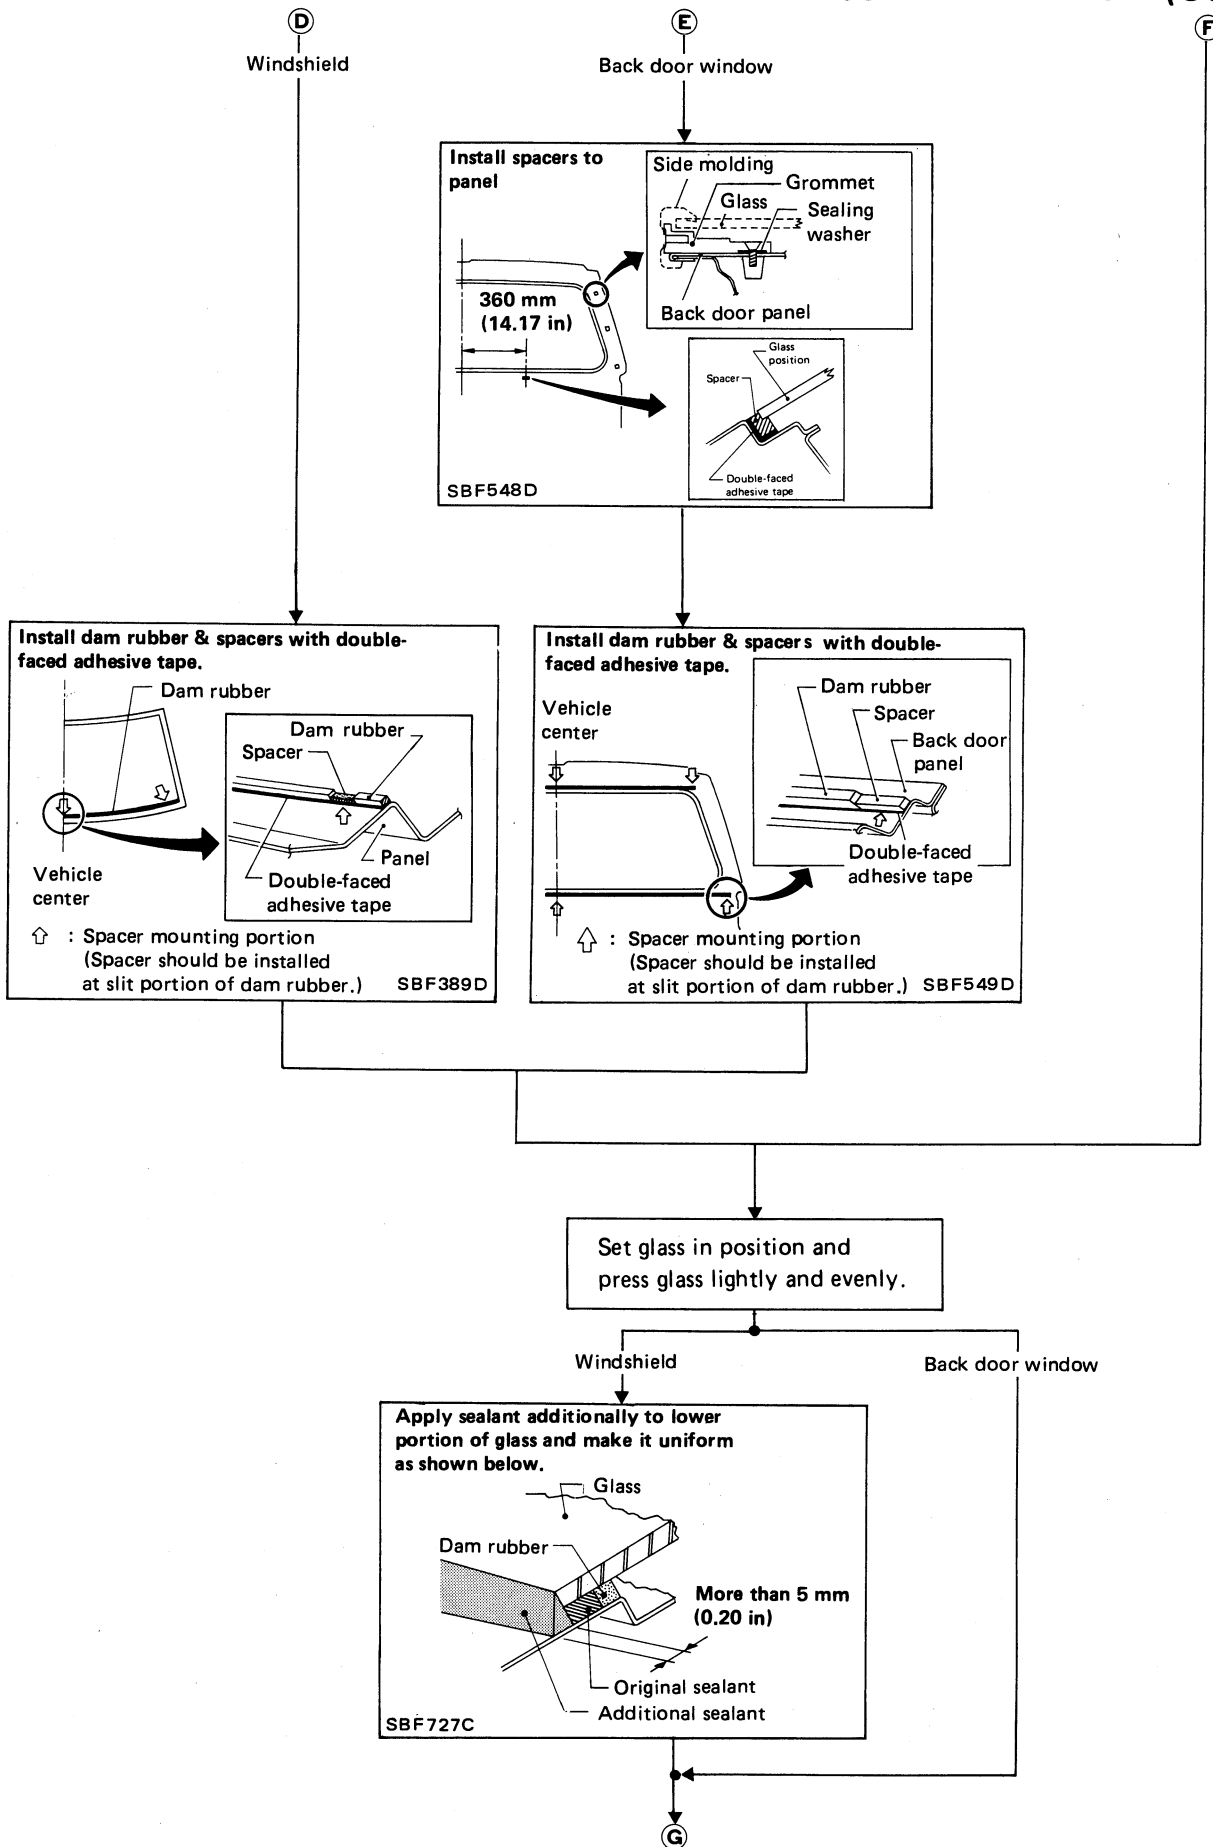 D
E
F
Windshield
Back door window
Install spacers to
panel
Side molding
Grommet
Glass
Sealing
washer
Back door panel
360 mm
(14.17 in)
Glass
position
Spacer
Double-faced
adhesive tape
SBF548D
Install dam rubber & spacers with double-
faced adhesive tape.
Dam rubber
Dam rubber
Spacer
Panel
Double-faced
adhesive tape
Vehicle
center
: Spacer mounting portion
(Spacer should be installed
at slit portion of dam rubber.)
SBF389D
Install dam rubber & spacers with double-
faced adhesive tape.
Vehicle
center
Dam rubber
Spacer
Back door
panel
Double-faced
adhesive tape
: Spacer mounting portion
(Spacer should be installed
at slit portion of dam rubber.)
SBF549D
Set glass in position and
press glass lightly and evenly.
Windshield
Back door window
Apply sealant additionally to lower
portion of glass and make it uniform
as shown below.
Glass
Dam rubber
More than 5 mm
(0.20 in)
Original sealant
Additional sealant
SBF727C
G